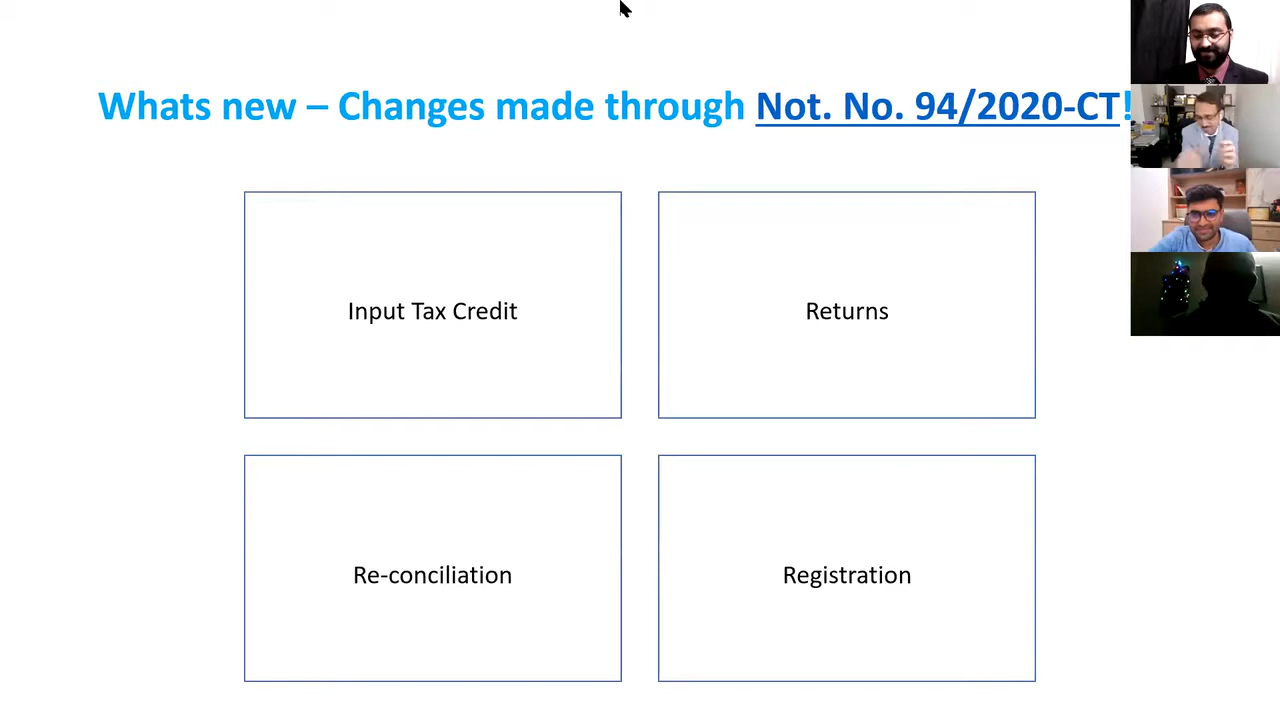 Whats new – Changes made through Not. No. 94/2020-CT!
Input Tax Credit
Returns
Re-conciliation
Registration